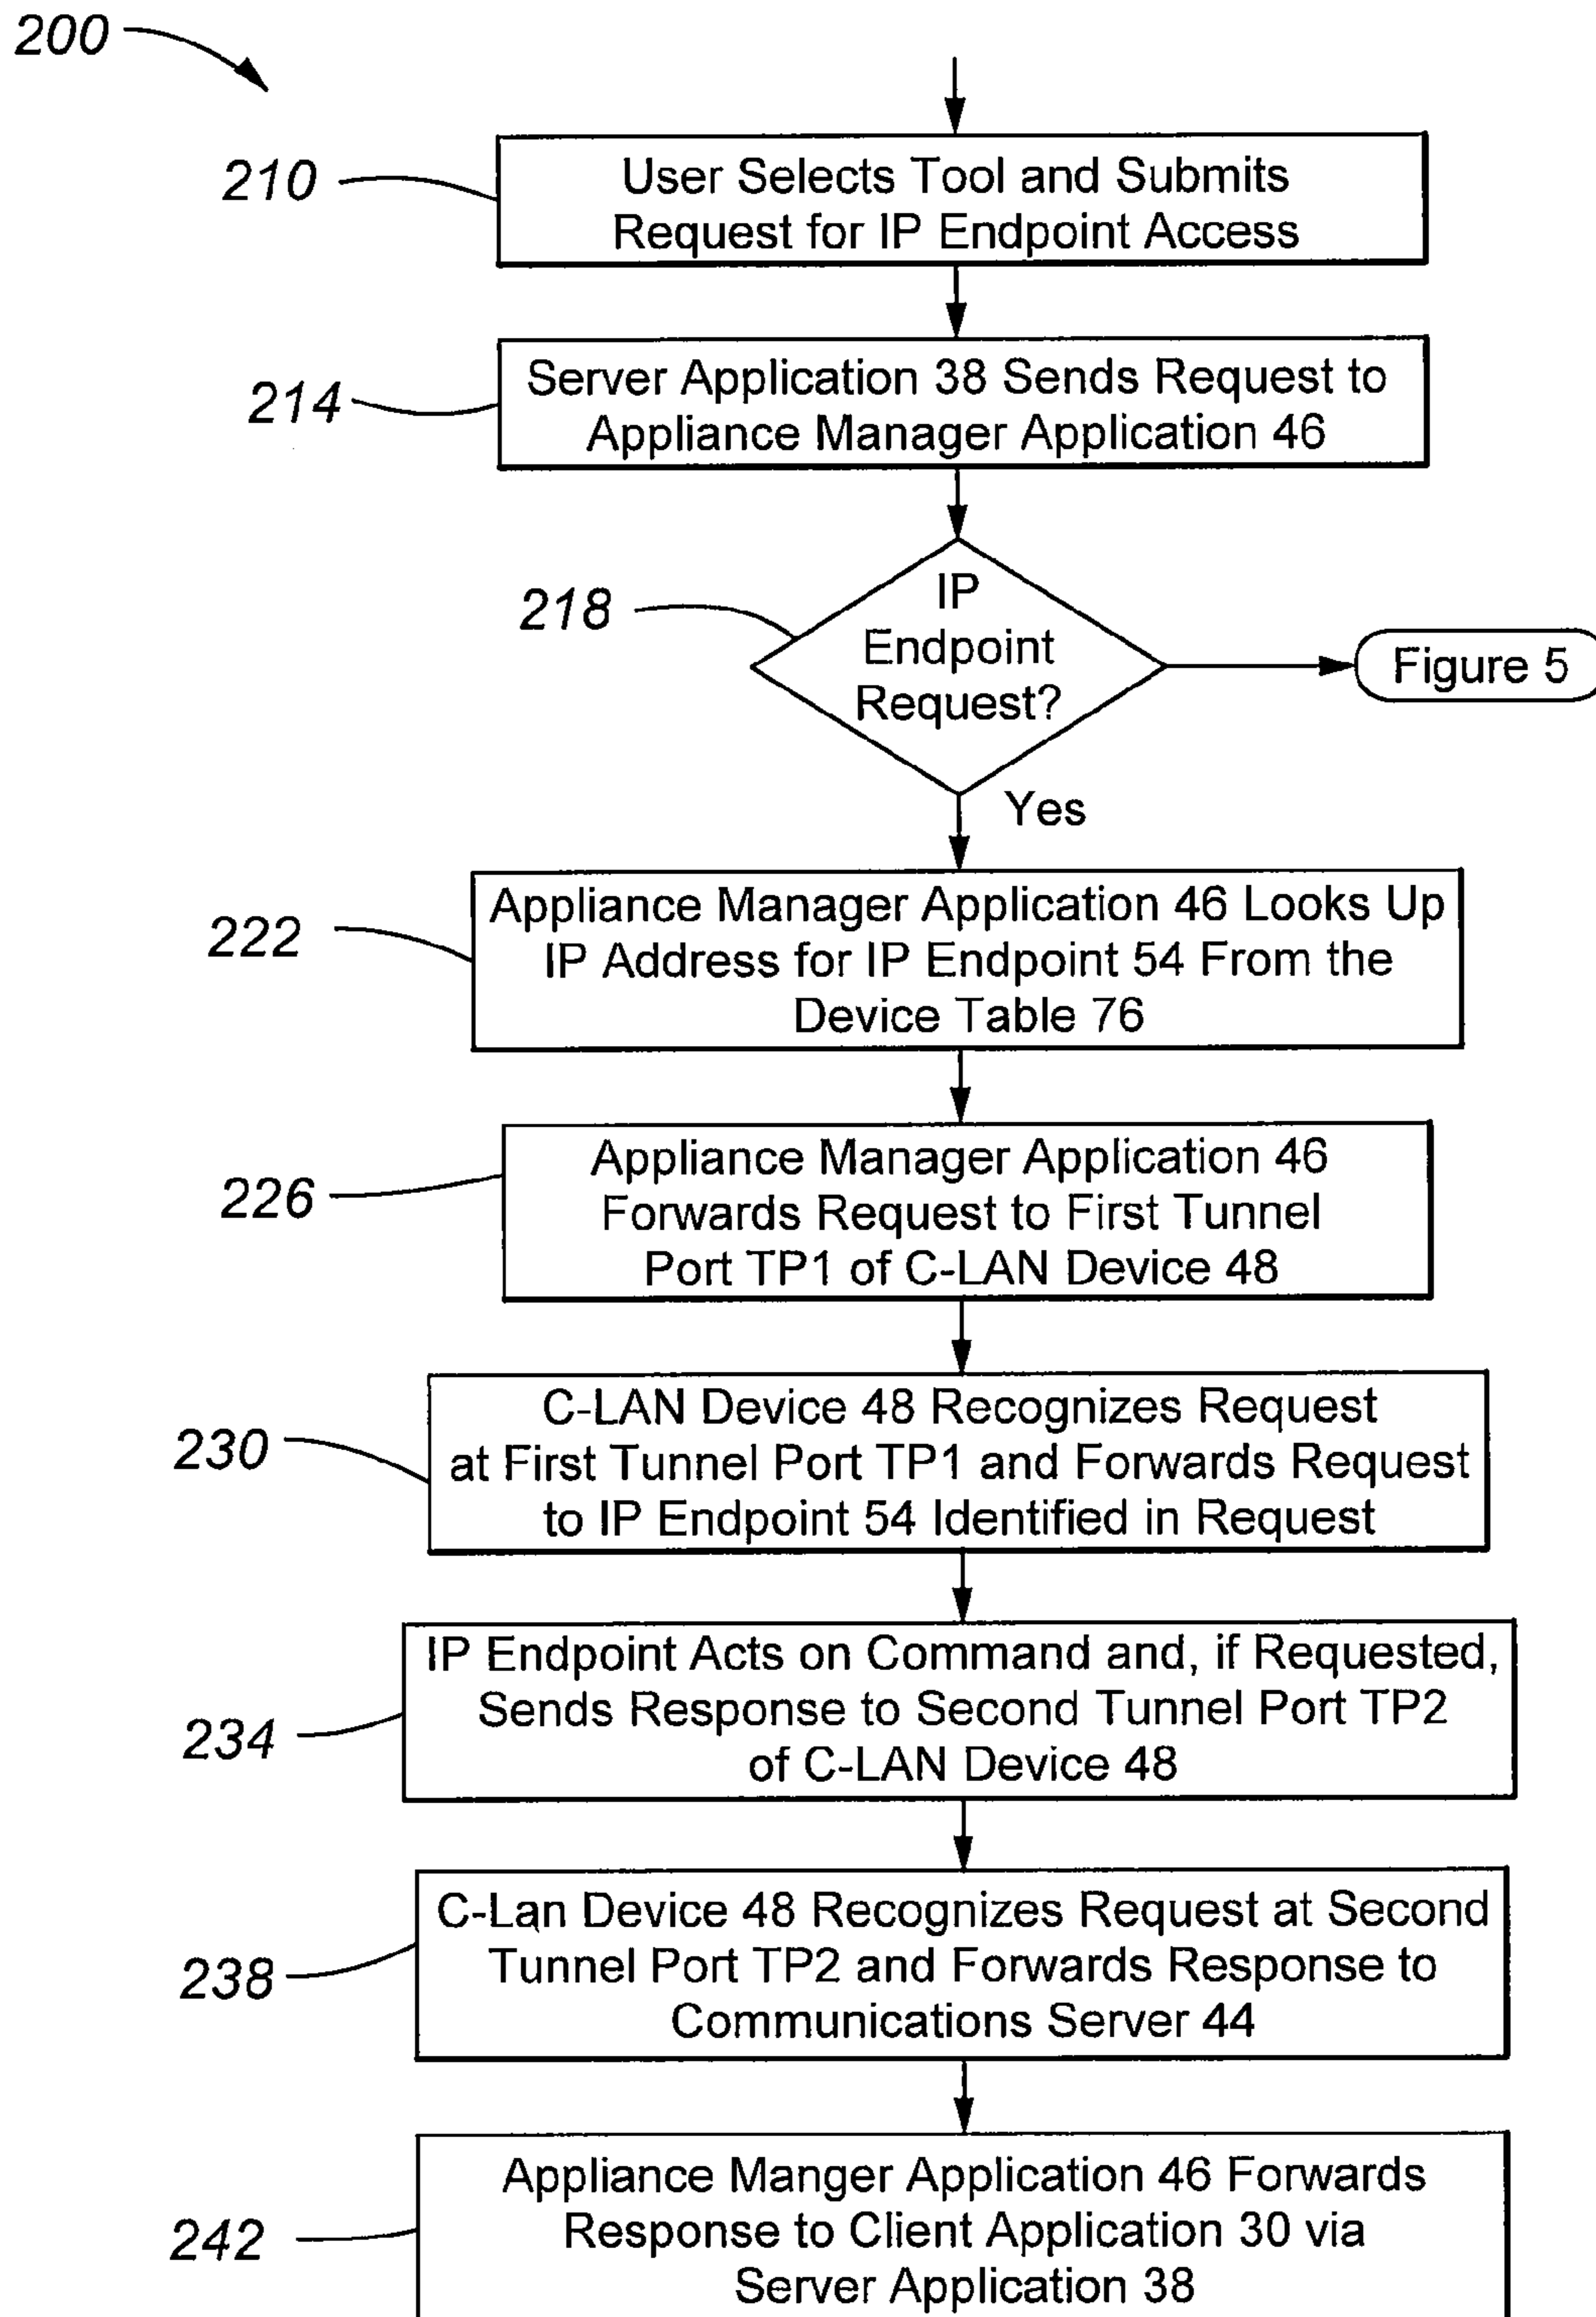 200
210
User Selects Tool and Submits
Request for IP Endpoint Access
214
Server Application 38 Sends Request to
Appliance Manager Application 46
218
IP
Endpoint
Request?
Figure 5
Yes
222
Appliance Manager Application 46 Looks Up
IP Address for IP Endpoint 54 From the
Device Table 76
226
Appliance Manager Application 46
Forwards Request to First Tunnel
Port TP1 of C-LAN Device 48
230
C-LAN Device 48 Recognizes Request
at First Tunnel Port TP1 and Forwards Request
to IP Endpoint 54 Identified in Request
234
IP Endpoint Acts on Command and, if Requested,
Sends Response to Second Tunnel Port TP2
of C-LAN Device 48
238
C-Lan Device 48 Recognizes Request at Second
Tunnel Port TP2 and Forwards Response to
Communications Server 44
242
Appliance Manger Application 46 Forwards
Response to Client Application 30 via
Server Application 38